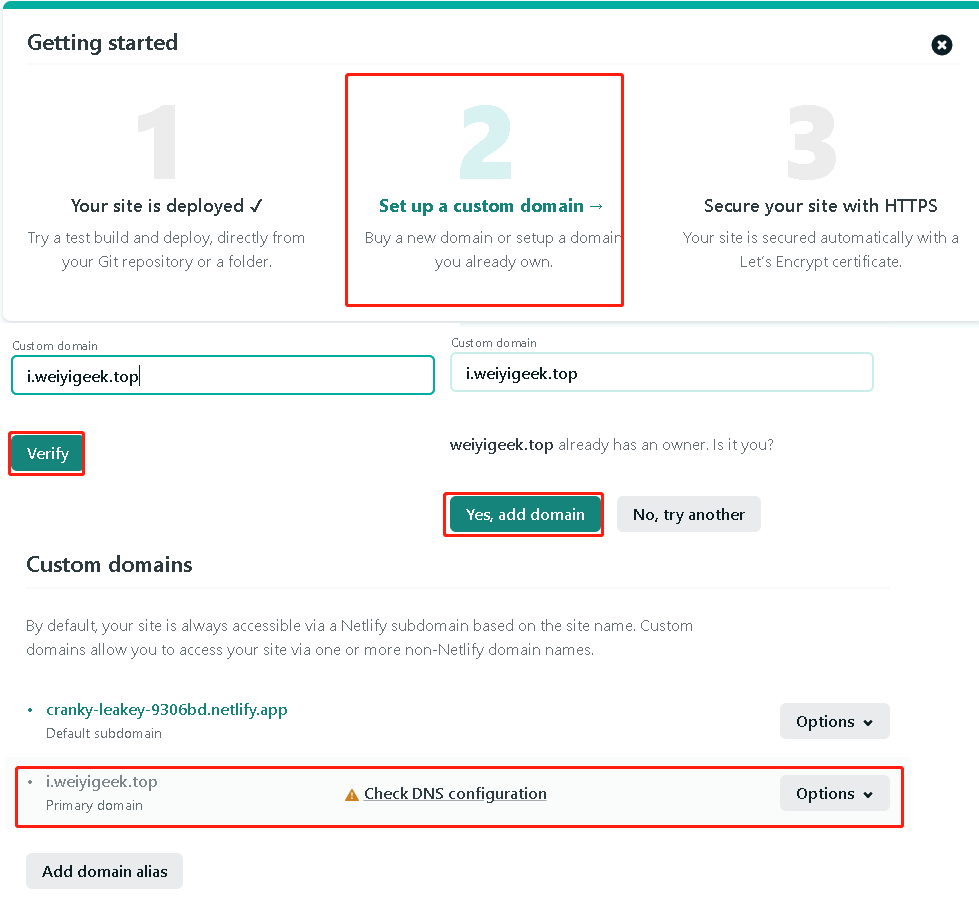 Getting started
1
2
3
Your site is deployed ✓
Try a test build and deploy, directly from
your Git repository or a folder.
Set up a custom domain →
Buy a new domain or setup a domain
you already own.
Secure your site with HTTPS
Your site is secured automatically with a
Let's Encrypt certificate.
Custom domain
i.weiyigeek.top
Verify
Custom domain
i.weiyigeek.top
weiyigeek.top already has an owner. Is it you?
Yes, add domain
No, try another
Custom domains
By default, your site is always accessible via a Netlify subdomain based on the site name. Custom
domains allow you to access your site via one or more non-Netlify domain names.
• cranky-leakey-9306bd.netlify.app
Default subdomain
Options
• i.weiyigeek.top
Primary domain
Check DNS configuration
Options
Add domain alias